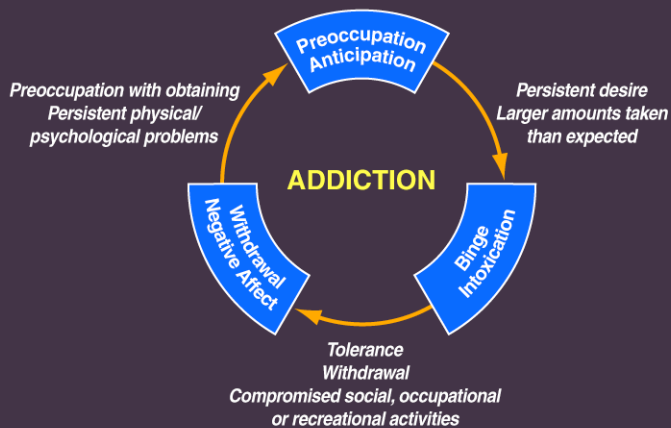 Preoccupation
Anticipation
Preoccupation with obtaining
Persistent physical/
psychological problems
Persistent desire
Larger amounts taken
than expected
ADDICTION
Withdrawal
Negative Affect
Binge
Intoxication
Tolerance
Withdrawal
Compromised social, occupational
or recreational activities